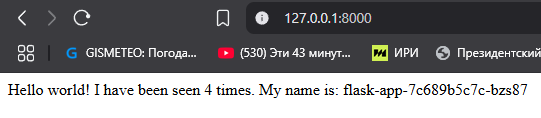 127.0.0.1:8000
GISMETEO: Погода... (530) Эти 43 минут... ИРИ Президентский
Hello world! I have been seen 4 times. My name is: flask-app-7c689b5c7c-bzs87